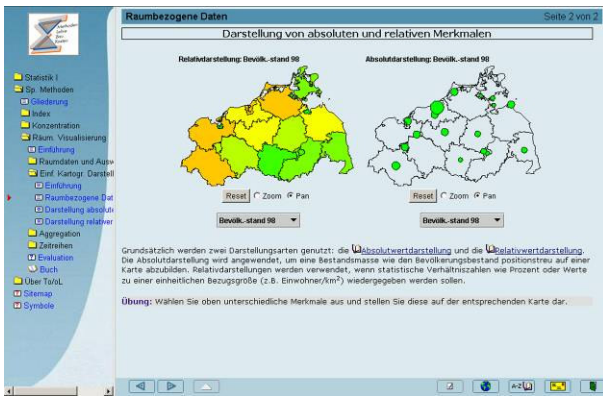 Raumbezogene Daten
Seite 2 von 2
Darstellung von absoluten und relativen Merkmalen
Relativdarstellung: Bevölk.-stand 98
Absolutdarstellung: Bevölk.-stand 98
Statistik I
Sp. Methoden
Gliederung
Index
Konzentration
Räum. Visualisierung
Einführung
Raumdaten und Ausw
Einf. Kartogr. Darstell
Einführung
Raumbezogene Dat
Darstellung absolute
Darstellung relativer
Aggregation
Zeitreihen
Evaluation
Buch
Über To/oL
Sitemap
Symbole
Reset Zoom Pan
Reset Zoom Pan
Bevölk.-stand 98
Bevölk.-stand 98
Grundsätzlich werden zwei Darstellungsarten genutzt: die Absolutwertdarstellung und die Relativwertdarstellung.
Die Absolutdarstellung wird angewendet, um eine Bestandsmasse wie den Bevölkerungsbestand positionstreu auf einer
Karte abzubilden. Relativdarstellungen werden verwendet, wenn statistische Verhältniszahlen wie Prozent oder Werte
zu einer einheitlichen Bezugsgröße (z.B. Einwohner/km²) wiedergegeben werden sollen.
Übung: Wählen Sie oben unterschiedliche Merkmale aus und stellen Sie diese auf der entsprechenden Karte dar.
A-Z